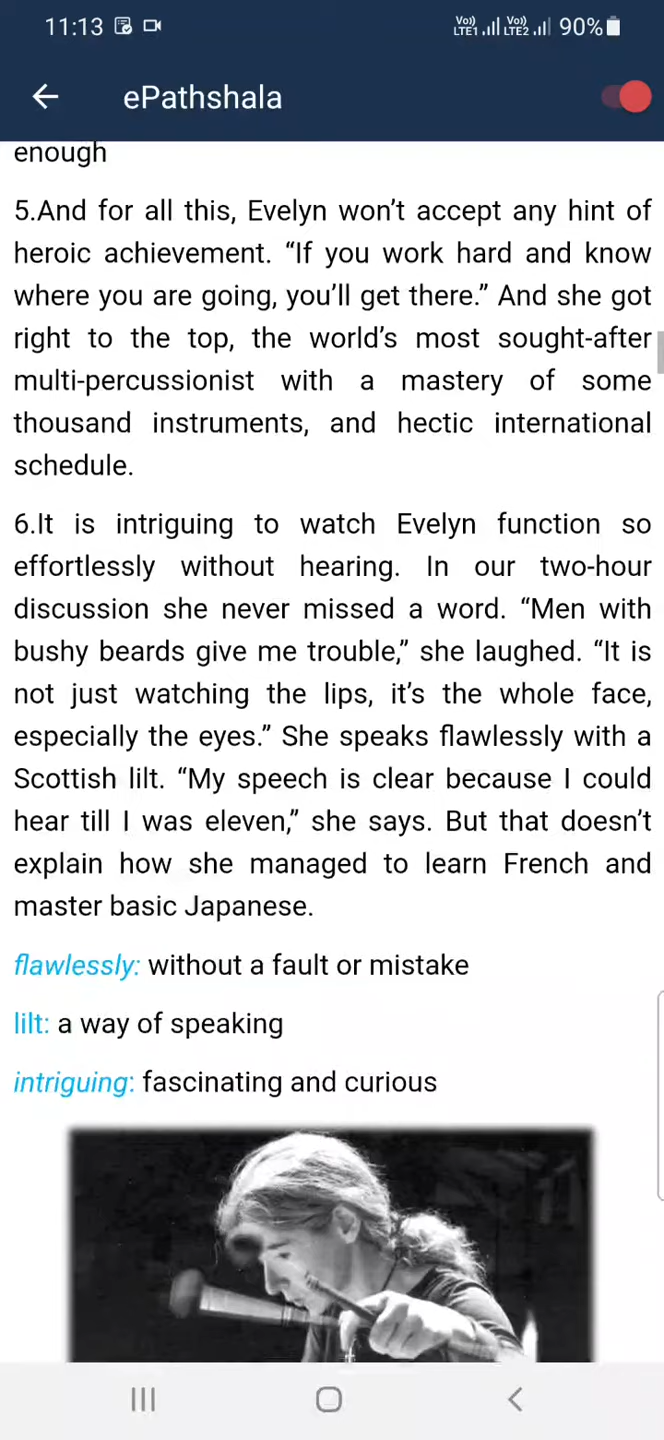 11:13
Vo)) LTE1 Vo)) LTE2 90%
ePathshala
enough
5.And for all this, Evelyn won’t accept any hint of
heroic achievement. “If you work hard and know
where you are going, you’ll get there.” And she got
right to the top, the world’s most sought-after
multi-percussionist with a mastery of some
thousand instruments, and hectic international
schedule.
6.It is intriguing to watch Evelyn function so
effortlessly without hearing. In our two-hour
discussion she never missed a word. “Men with
bushy beards give me trouble,” she laughed. “It is
not just watching the lips, it’s the whole face,
especially the eyes.” She speaks flawlessly with a
Scottish lilt. “My speech is clear because I could
hear till I was eleven,” she says. But that doesn’t
explain how she managed to learn French and
master basic Japanese.
flawlessly: without a fault or mistake
lilt: a way of speaking
intriguing: fascinating and curious